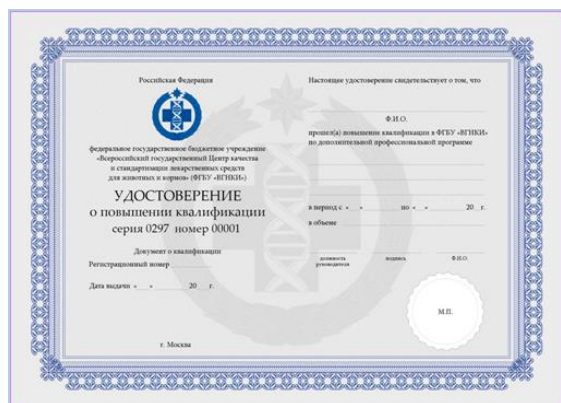 Российская Федерация
федеральное государственное бюджетное учреждение
«Всероссийский государственный Центр качества
и стандартизации лекарственных средств
для животных и кормов» (ФГБУ «ВГНКИ»)
УДОСТОВЕРЕНИЕ
о повышении квалификации
серия 0297 номер 00001
Документ о квалификации
Регистрационный номер
Дата выдачи « » 20 г.
г. Москва
Настоящее удостоверение свидетельствует о том, что
Ф.И.О.
прошел(а) повышении квалификации в ФГБУ «ВГНКИ»
по дополнительной профессиональной программе
в период с « » по « » 20 г.
в объеме
должность подпись Ф.И.О.
руководителя
М.П.